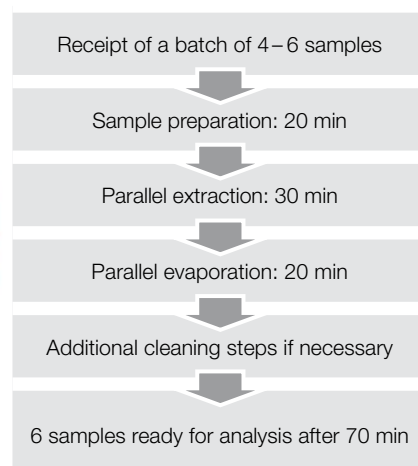 Receipt of a batch of 4 – 6 samples
Sample preparation: 20 min
Parallel extraction: 30 min
Parallel evaporation: 20 min
Additional cleaning steps if necessary
6 samples ready for analysis after 70 min